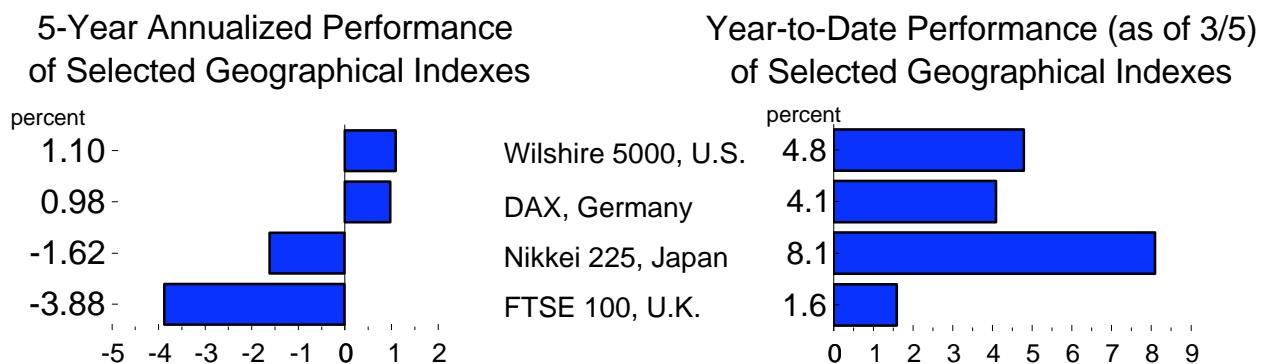 5-Year Annualized Performance
of Selected Geographical Indexes
percent
1.10
0.98
-1.62
-3.88
-5 -4 -3 -2 -1 0 1 2
Wilshire 5000, U.S.
DAX, Germany
Nikkei 225, Japan
FTSE 100, U.K.
Year-to-Date Performance (as of 3/5)
of Selected Geographical Indexes
percent
4.8
4.1
8.1
1.6
0 1 2 3 4 5 6 7 8 9